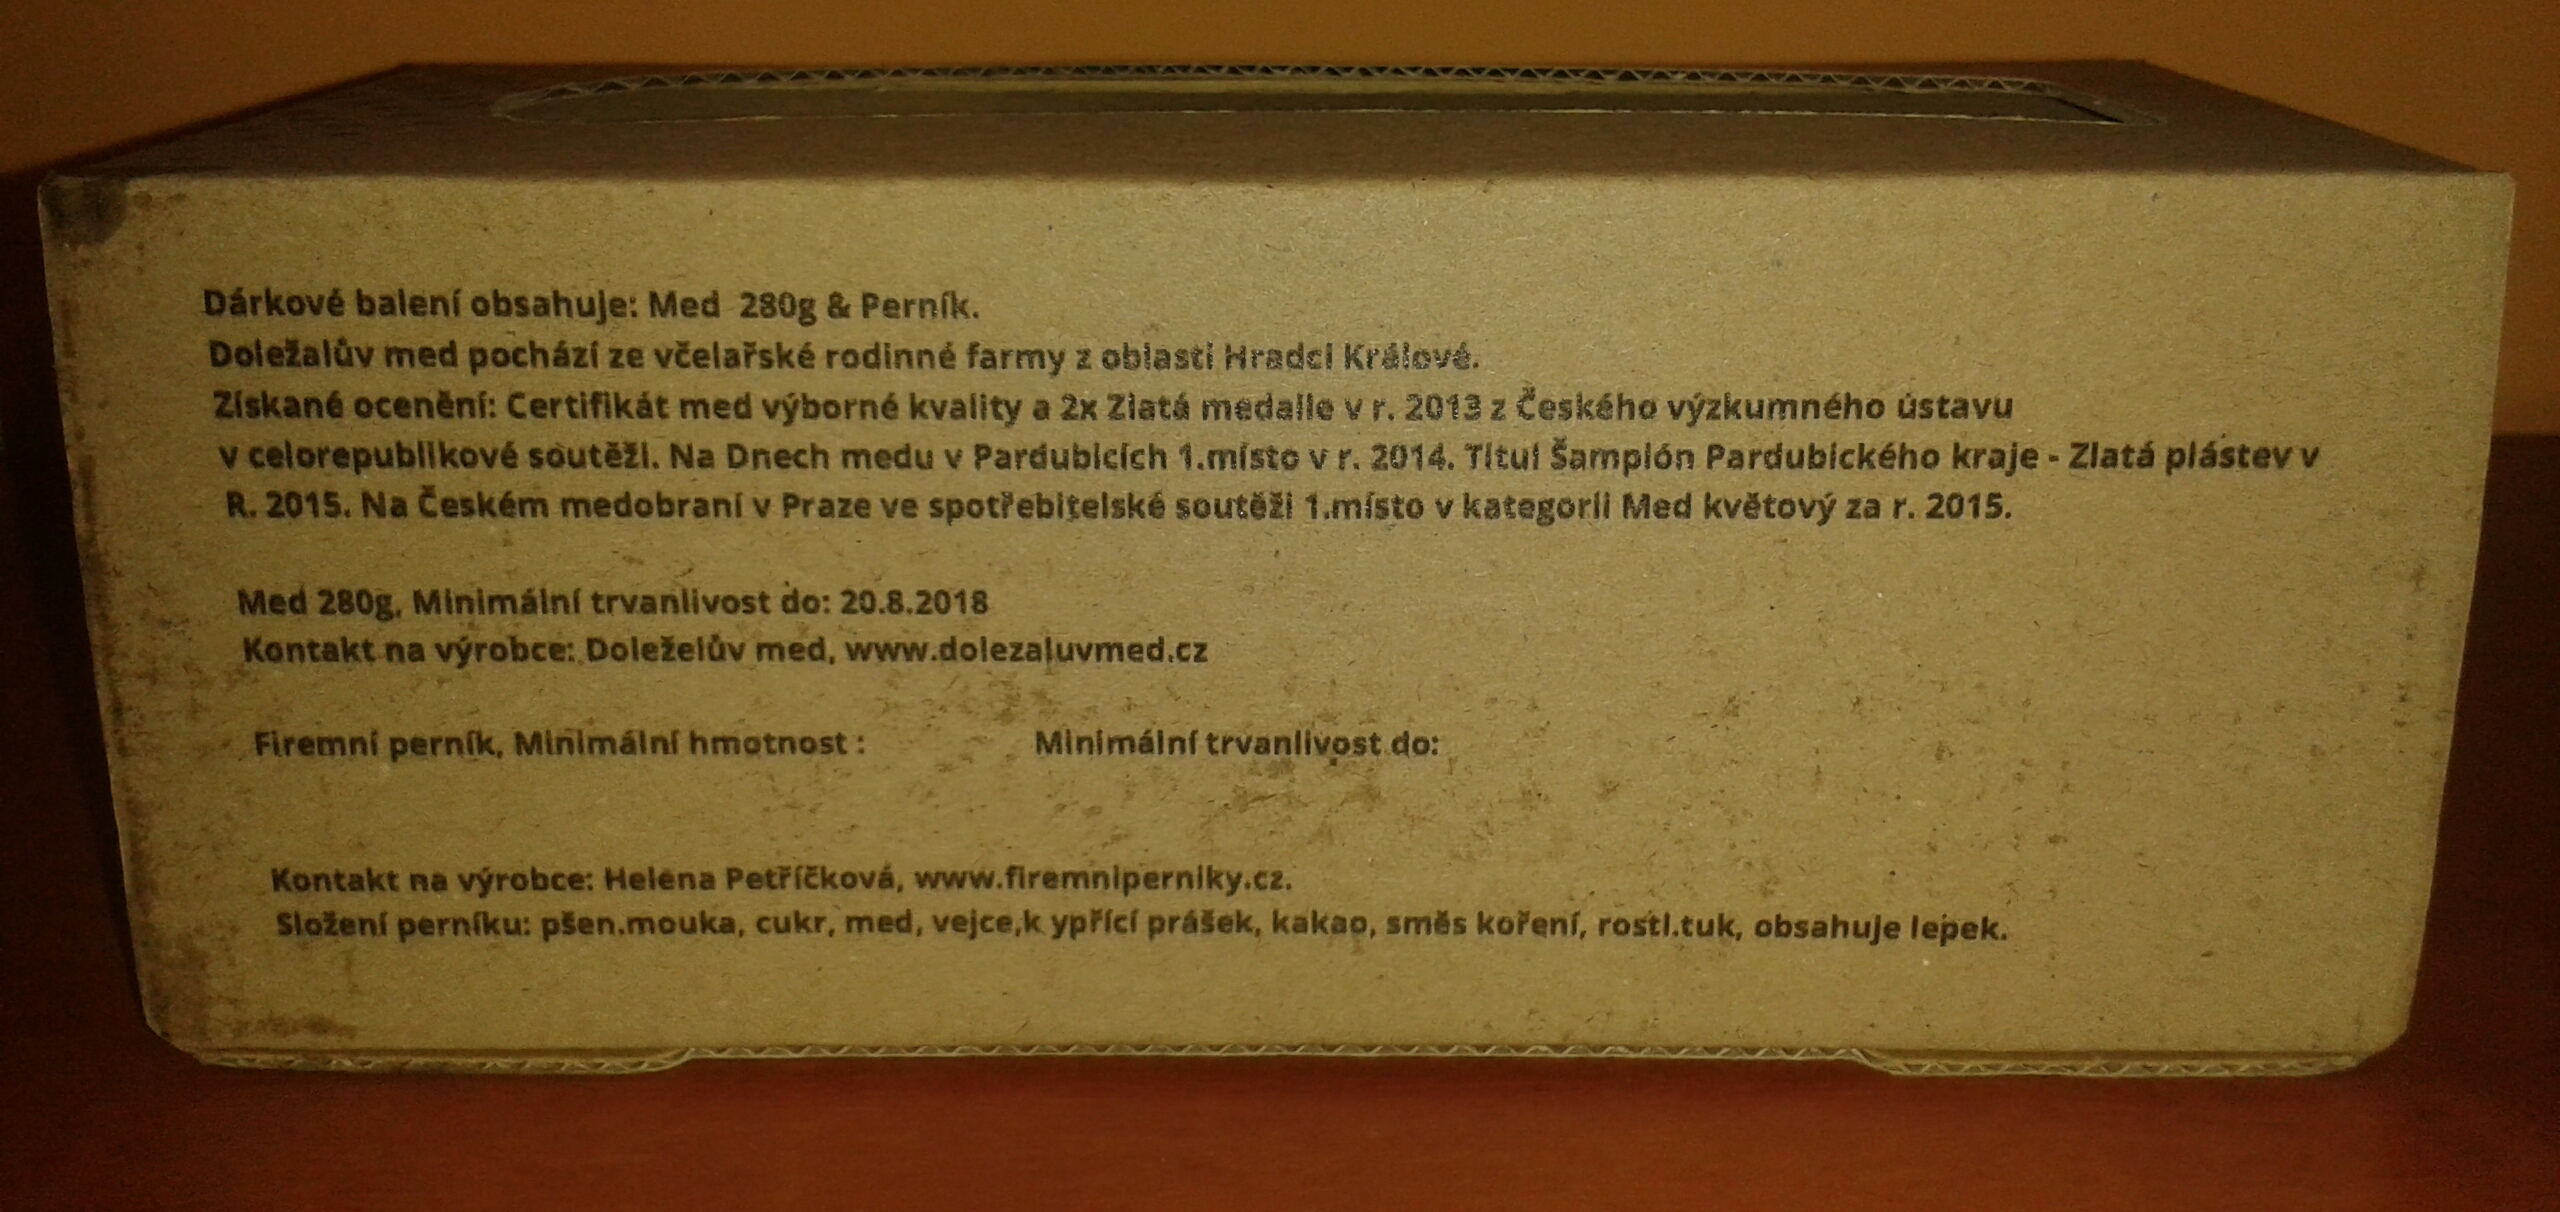 Dárkové balení obsahuje: Med 280g & Perník.
Doležalův med pochází ze včelařské rodinné farmy z oblasti Hradci Králové.
Získané ocenění: Certifikát med výborné kvality a 2x Zlatá medaile v r. 2013 z Českého výzkumného ústavu
v celorepublikové soutěži. Na Dnech medu v Pardubicích 1.místo v r. 2014. Titul Šampión Pardubického kraje - Zlatá plástev v
R. 2015. Na Českém medobraní v Praze ve spotřebitelské soutěži 1.místo v kategorii Med květový za r. 2015.
Med 280g, Minimální trvanlivost do: 20.8.2018
Kontakt na výrobce: Doleželův med, www.dolezaluvmed.cz
Firemní perník, Minimální hmotnost : Minimální trvanlivost do:
Kontakt na výrobce: Helena Petříčková, www.firemniperniky.cz.
Složení perníku: pšen.mouka, cukr, med, vejce,k ypřící prášek, kakao, směs koření, rostl.tuk, obsahuje lepek.